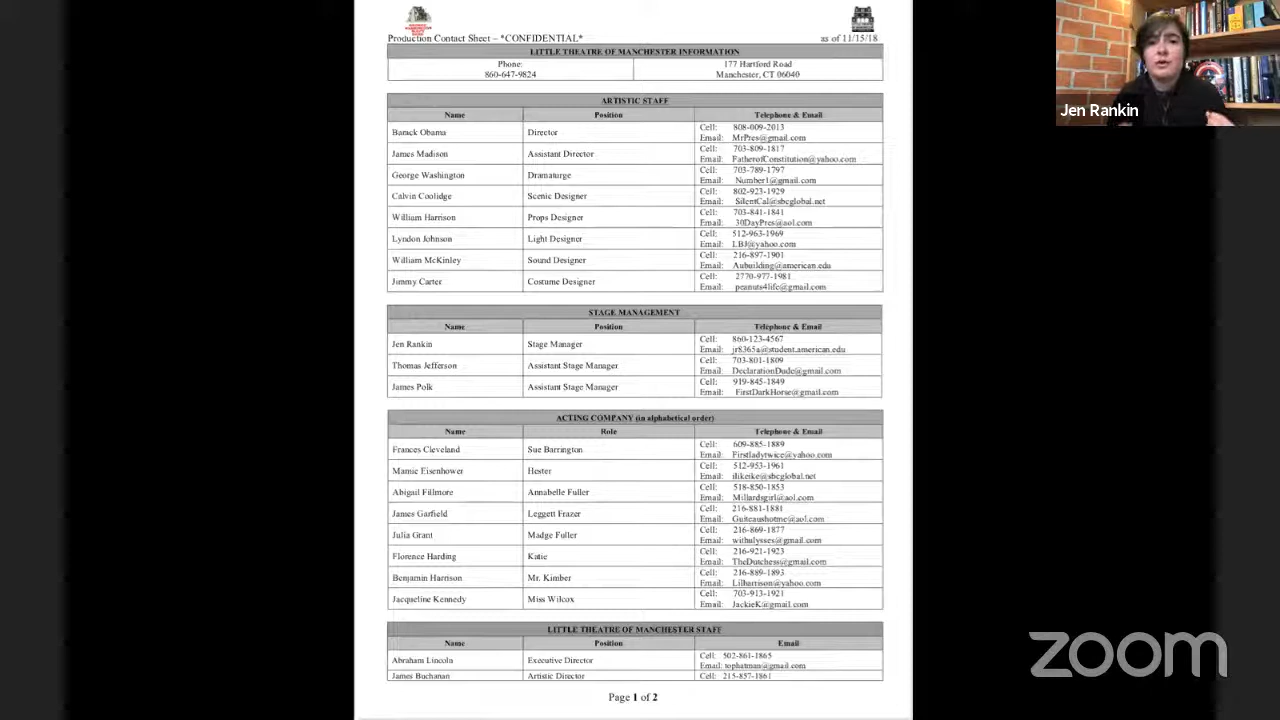 Production Contact Sheet – *CONFIDENTIAL*
as of 11/15/18
LITTLE THEATRE OF MANCHESTER INFORMATION
Phone: 177 Hartford Road
860-647-9824 Manchester, CT 06040
ARTISTIC STAFF
Name Position Telephone & Email
Barack Obama Director Cell: 808-009-2013
Email: MrPres@gmail.com
James Madison Assistant Director Cell: 703-809-1817
Email: FatherofConstitution@yahoo.com
George Washington Dramaturge Cell: 703-789-1797
Email: Number1@gmail.com
Calvin Coolidge Scenic Designer Cell: 802-923-1929
Email: SilentCal@sbcglobal.net
William Harrison Props Designer Cell: 703-841-1841
Email: 30DayPres@aol.com
Lyndon Johnson Light Designer Cell: 512-963-1969
Email: LBJ@yahoo.com
William McKinley Sound Designer Cell: 216-897-1901
Email: Aubuilding@american.edu
Jimmy Carter Costume Designer Cell: 2770-977-1981
Email: peanuts4life@gmail.com
STAGE MANAGEMENT
Name Position Telephone & Email
Jen Rankin Stage Manager Cell: 860-123-4567
Email: jr8365a@student.american.edu
Thomas Jefferson Assistant Stage Manager Cell: 703-801-1809
Email: DeclarationDude@gmail.com
James Polk Assistant Stage Manager Cell: 919-845-1849
Email: FirstDarkHorse@gmail.com
ACTING COMPANY (in alphabetical order)
Name Role Telephone & Email
Frances Cleveland Sue Barrington Cell: 609-885-1889
Email: Firstladytwice@yahoo.com
Mamie Eisenhower Hester Cell: 512-953-1961
Email: ilikeike@sbcglobal.net
Abigail Fillmore Annabelle Fuller Cell: 518-850-1853
Email: Millardsgirl@aol.com
James Garfield Leggett Frazer Cell: 216-881-1881
Email: Guiteaushotme@aol.com
Julia Grant Madge Fuller Cell: 216-869-1877
Email: withulysses@gmail.com
Florence Harding Katie Cell: 216-921-1923
Email: TheDutchess@gmail.com
Benjamin Harrison Mr. Kimber Cell: 216-889-1893
Email: Lilharrison@yahoo.com
Jacqueline Kennedy Miss Wilcox Cell: 703-913-1921
Email: JackieK@gmail.com
LITTLE THEATRE OF MANCHESTER STAFF
Name Position Email
Abraham Lincoln Executive Director Cell: 502-861-1865
Email: tophatman@gmail.com
James Buchanan Artistic Director Cell: 215-857-1861
Page 1 of 2
Jen Rankin
zoom